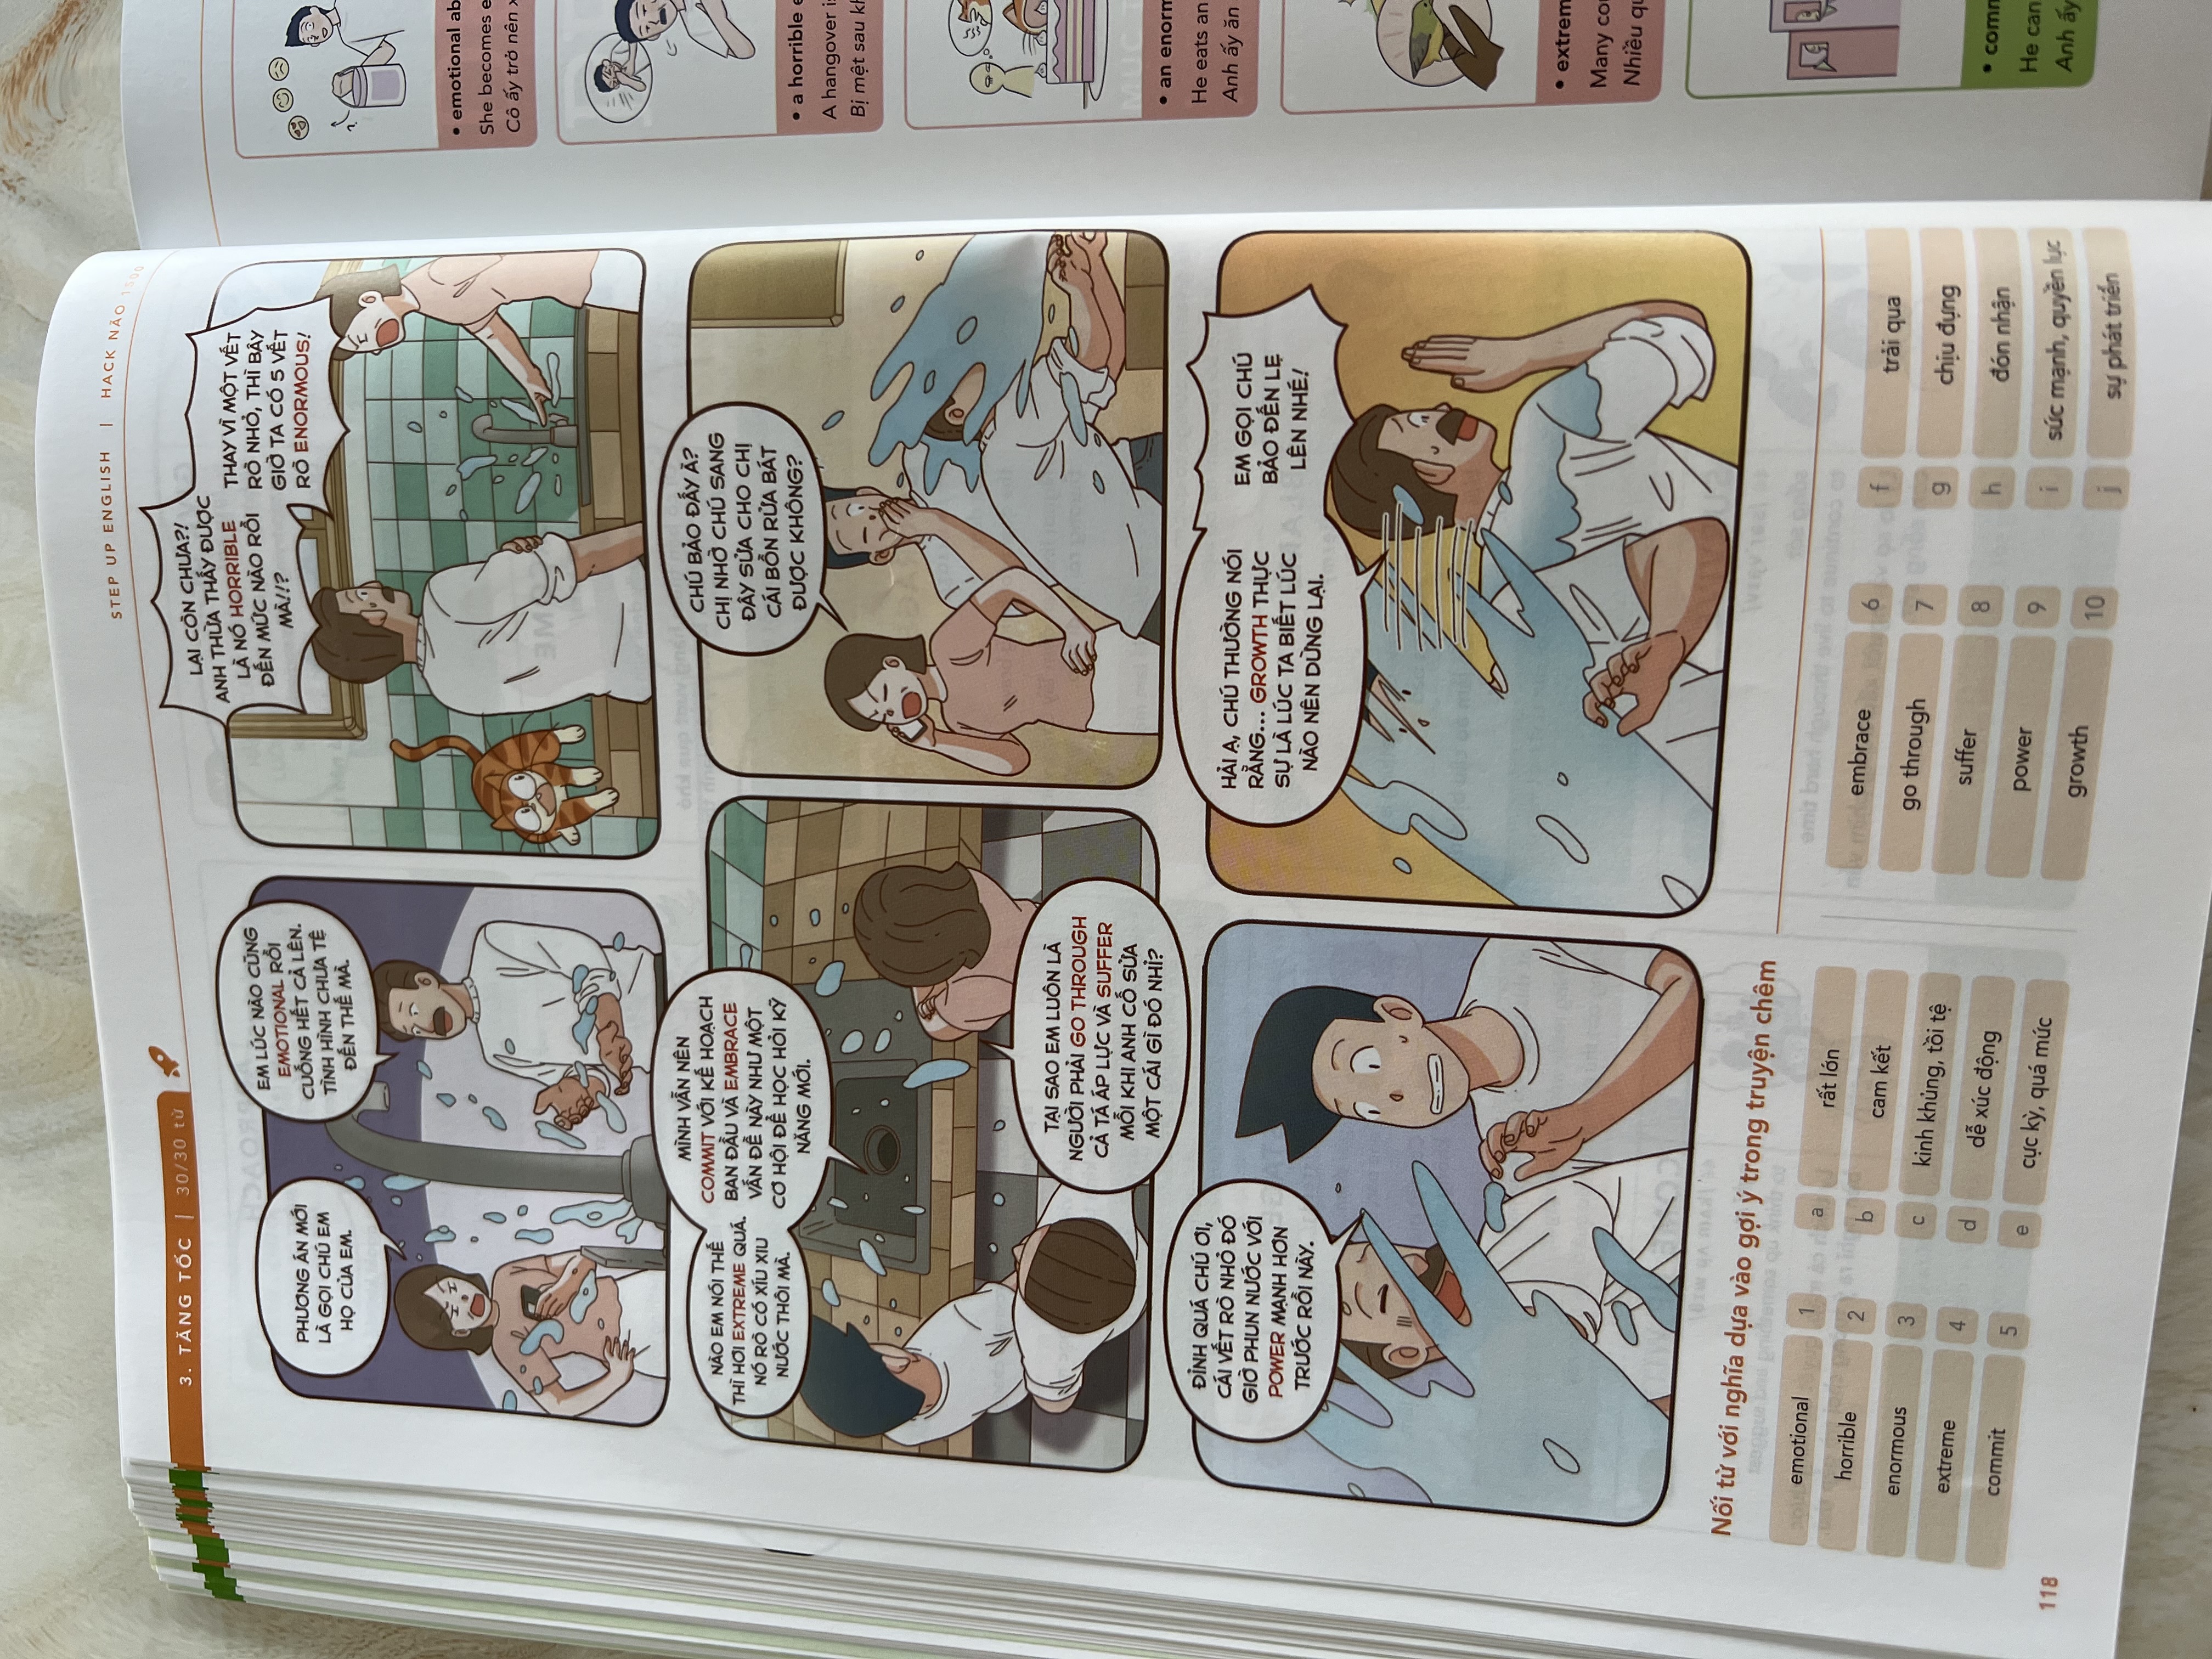 STEP UP ENGLISH | HACK NÃO 1500
3. TĂNG TỐC | 30/30 từ
PHƯƠNG ÁN MỚI
LÀ GỌI CHÚ EM
HỌ CỦA EM.
EM LÚC NÀO CŨNG
EMOTIONAL RỒI
CUỐNG HẾT CẢ LÊN.
TÌNH HÌNH CHƯA TỆ
ĐẾN THẾ MÀ.
LẠI CÒN CHƯA?!
ANH THỪA THẤY ĐƯỢC
LÀ NÓ HORRIBLE
ĐẾN MỨC NÀO RỒI
MÀ!!?
THAY VÌ MỘT VẾT
RÒ NHỎ, THÌ BÂY
GIỜ TA CÓ 5 VẾT
RÒ ENORMOUS!
NÀO EM NÓI THẾ
THÌ HƠI EXTREME QUÁ.
NÓ RÒ CÓ XÍU XIU
NƯỚC THÔI MÀ.
MÌNH VẪN NÊN
COMMIT VỚI KẾ HOẠCH
BAN ĐẦU VÀ EMBRACE
VẤN ĐỀ NÀY NHƯ MỘT
CƠ HỘI ĐỂ HỌC HỎI KỸ
NĂNG MỚI.
TẠI SAO EM LUÔN LÀ
NGƯỜI PHẢI GO THROUGH
CẢ TÁ ÁP LỰC VÀ SUFFER
MỖI KHI ANH CỐ SỬA
MỘT CÁI GÌ ĐÓ NHỈ?
CHÚ BẢO ĐẤY À?
CHỊ NHỜ CHÚ SANG
ĐÂY SỬA CHO CHỊ
CÁI BỒN RỬA BÁT
ĐƯỢC KHÔNG?
ĐỈNH QUÁ CHÚ ƠI,
CÁI VẾT RÒ NHỎ ĐÓ
GIỜ PHUN NƯỚC VỚI
POWER MẠNH HƠN
TRƯỚC RỒI NÀY.
HẢI Ạ, CHÚ THƯỜNG NÓI
RẰNG... GROWTH THỰC
SỰ LÀ LÚC TA BIẾT LÚC
NÀO NÊN DỪNG LẠI.
EM GỌI CHÚ
BẢO ĐẾN LẸ
LÊN NHÉ!
Nối từ với nghĩa dựa vào gợi ý trong truyện chêm
emotional 1 a rất lớn
horrible 2 b cam kết
enormous 3 c kinh khủng, tồi tệ
extreme 4 d dễ xúc động
commit 5 e cực kỳ, quá mức
embrace 6 f trải qua
go through 7 g chịu đựng
suffer 8 h đón nhận
power 9 i sức mạnh, quyền lực
growth 10 j sự phát triển
118
• emotional ab
She becomes e
Cô ấy trở nên x
• a horrible e
A hangover is
Bị mệt sau kh
• an enorm
He eats an
Anh ấy ăn
• extrem
Many cou
Nhiều qu
• comm
He can
Anh ấy